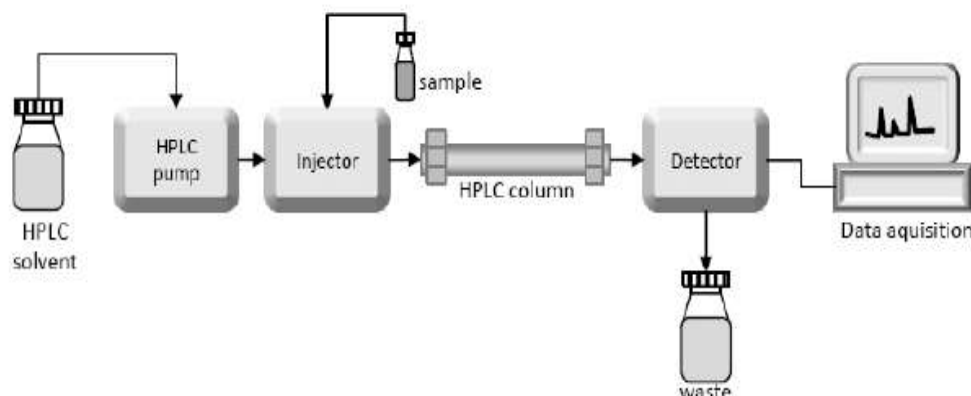 sample
HPLC
pump
Injector
Detector
HPLC column
HPLC
solvent
Data aquisition
waste